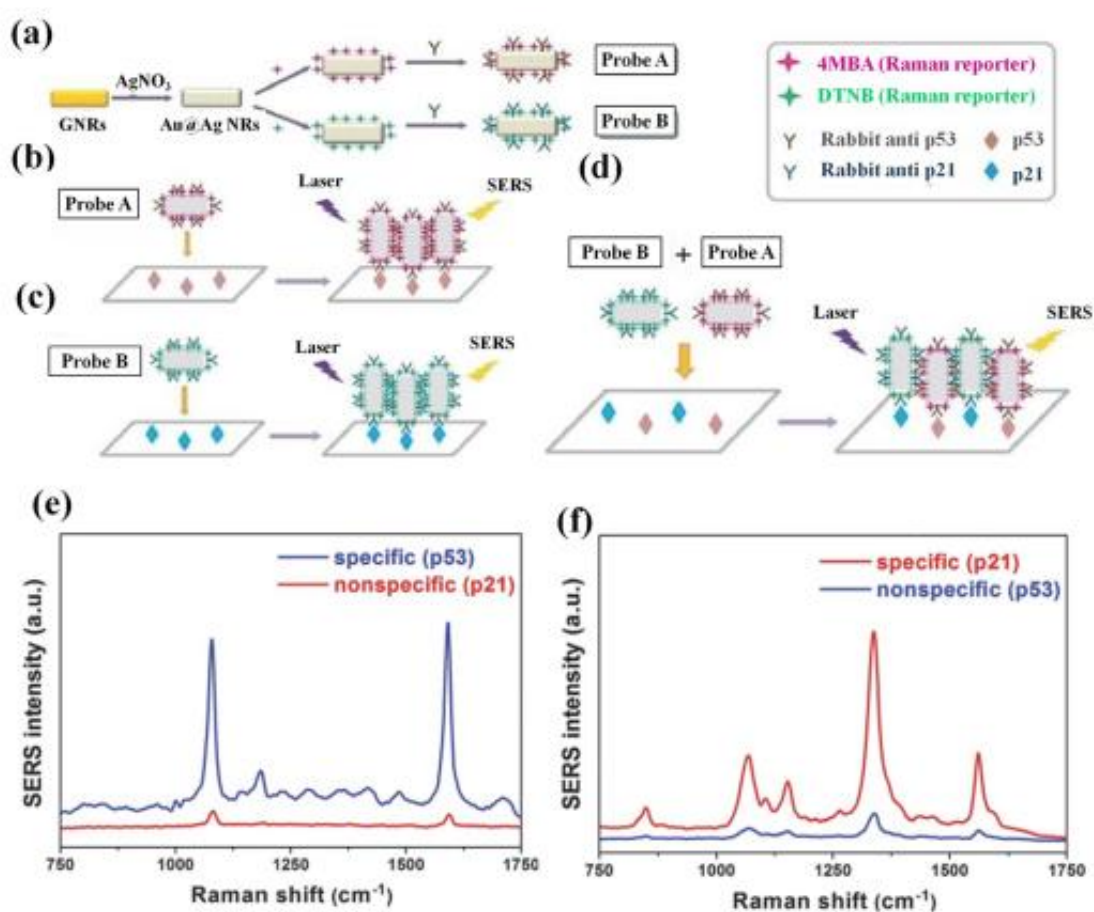 (a)
AgNO3
GNRs
Au@Ag NRs
+
Y
Probe A
+
Y
Probe B
4MBA (Raman reporter)
DTNB (Raman reporter)
Rabbit anti p53
p53
Rabbit anti p21
p21
(b)
Probe A
Laser
SERS
(c)
Probe B
Laser
SERS
(d)
Probe B + Probe A
Laser
SERS
(e)
specific (p53)
nonspecific (p21)
SERS intensity (a.u.)
750 1000 1250 1500 1750
Raman shift (cm⁻¹)
(f)
specific (p21)
nonspecific (p53)
SERS intensity (a.u.)
750 1000 1250 1500 1750
Raman shift (cm⁻¹)